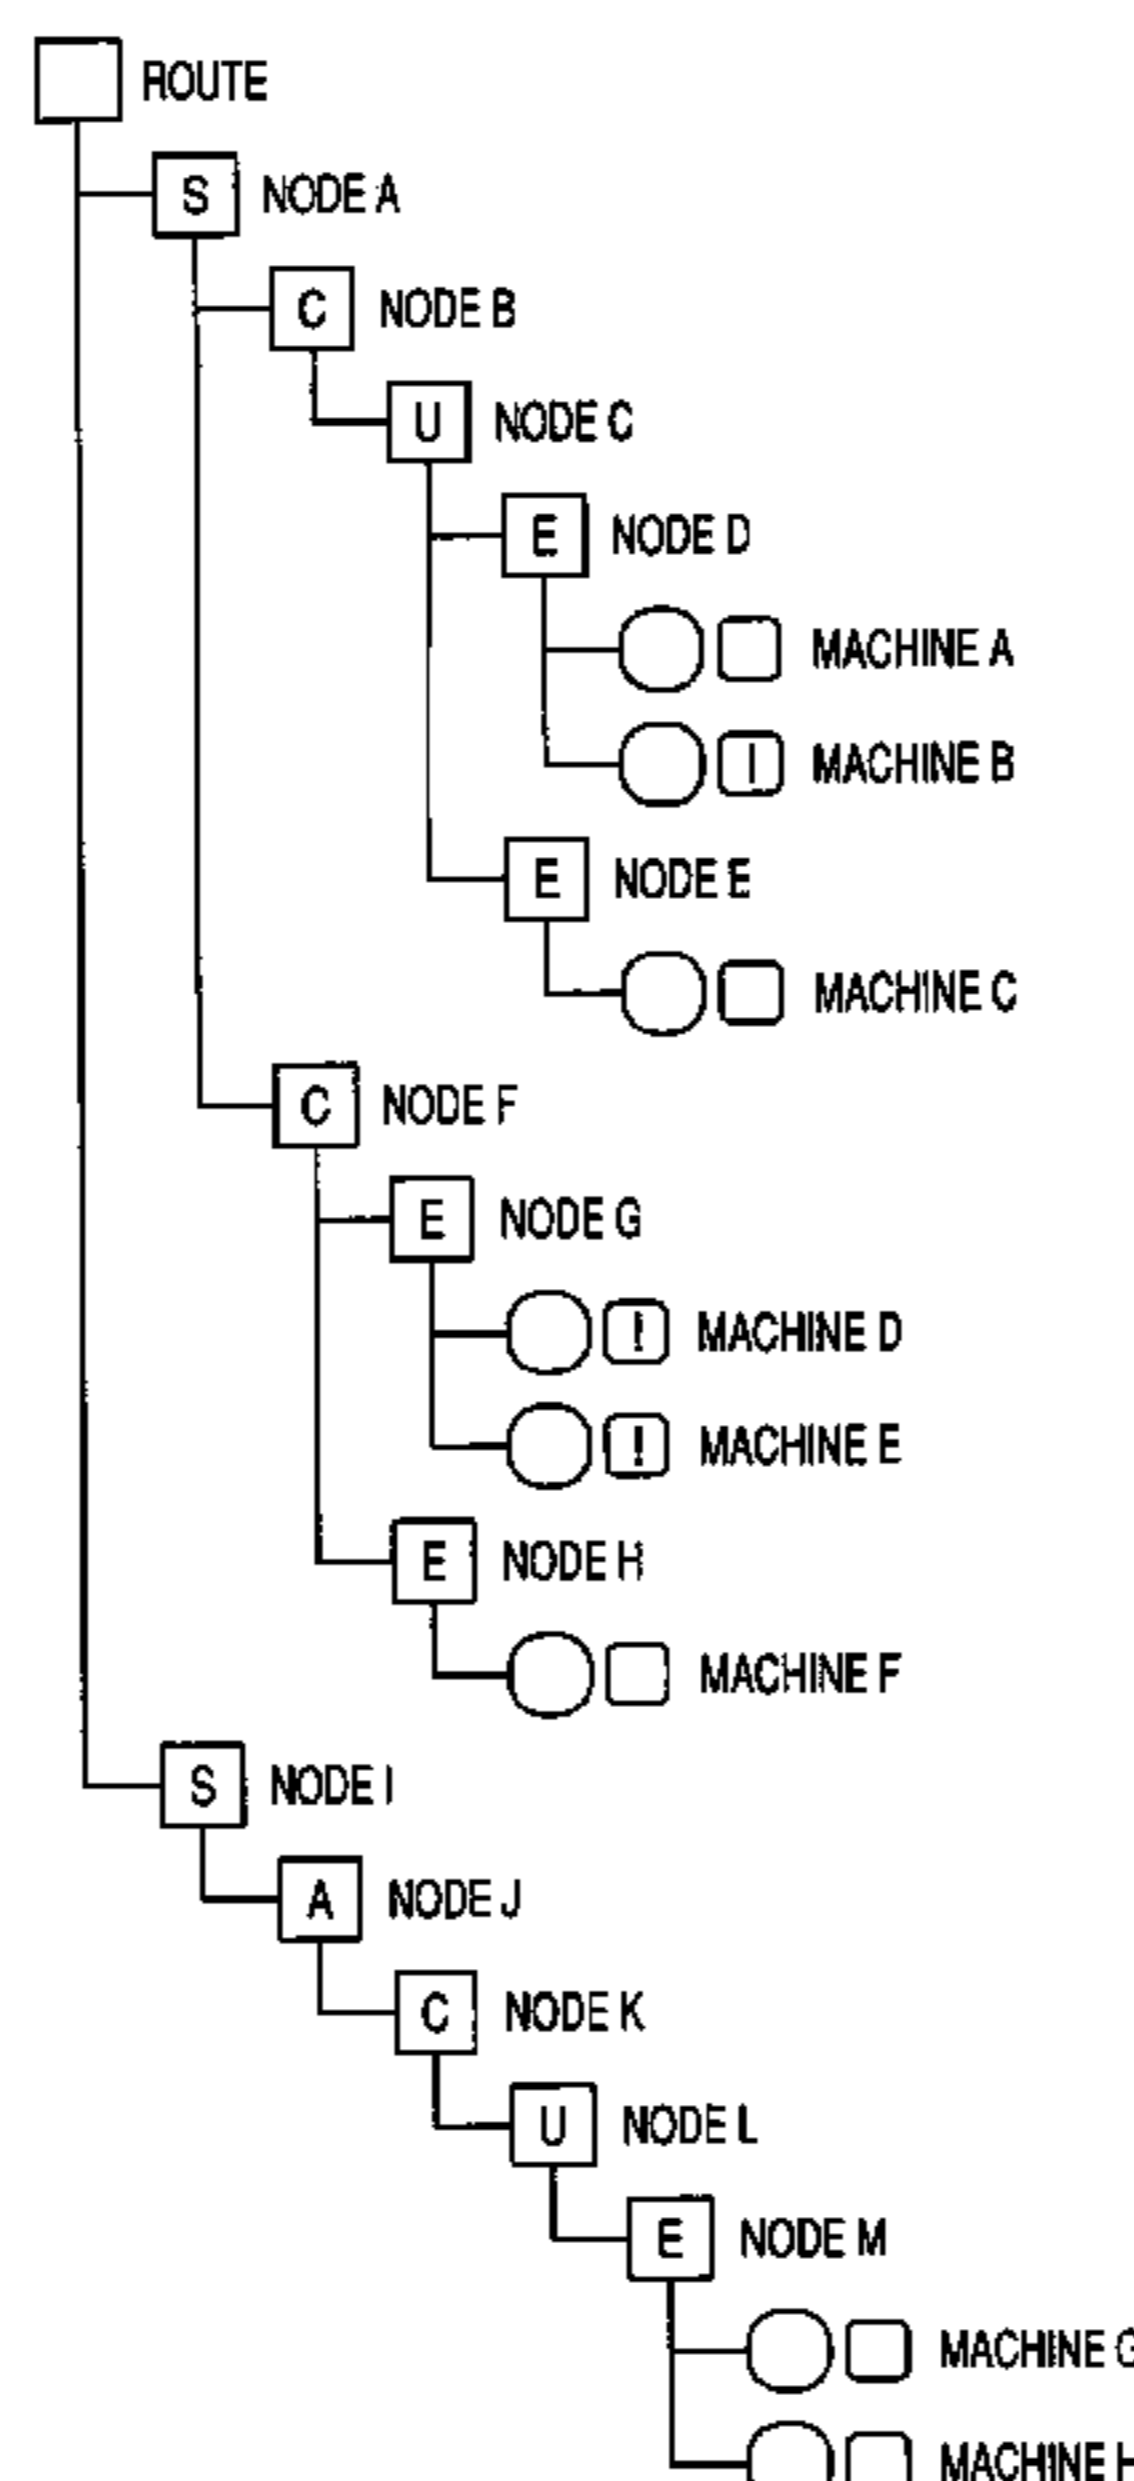 ROUTE
S NODE A
C NODE B
U NODE C
E NODE D
MACHINE A
| MACHINE B
E NODE E
MACHINE C
C NODE F
E NODE G
! MACHINE D
! MACHINE E
E NODE H
MACHINE F
S NODE I
A NODE J
C NODE K
U NODE L
E NODE M
MACHINE G
MACHINE H